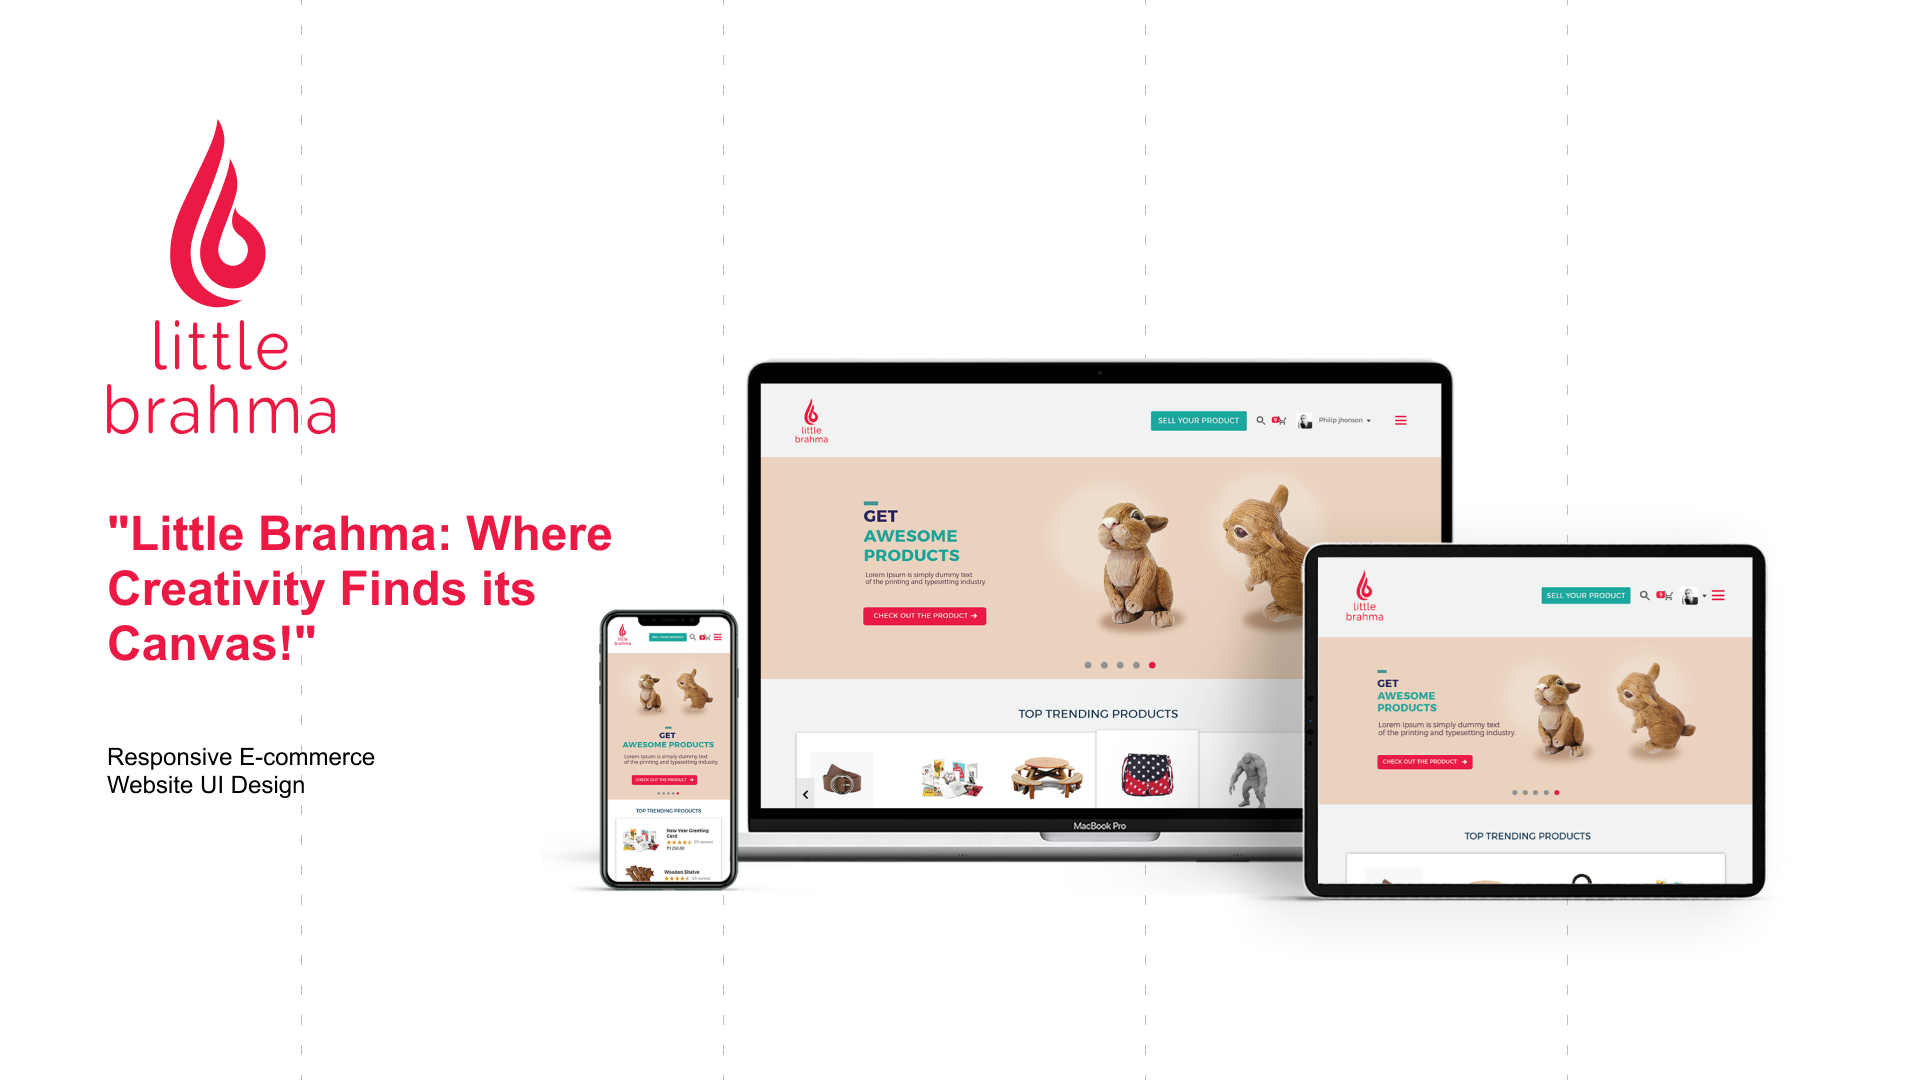 little
brahma
"Little Brahma: Where
Creativity Finds its
Canvas!"
Responsive E-commerce
Website UI Design
little
brahma
SELL YOUR PRODUCT
Philip jhonson
GET
AWESOME
PRODUCTS
Lorem Ipsum is simply dummy text
of the printing and typesetting industry.
CHECK OUT THE PRODUCT
TOP TRENDING PRODUCTS
MacBook Pro
little
brahma
SELL YOUR PRODUCT
GET
AWESOME PRODUCTS
Lorem Ipsum is simply dummy text
of the printing and typesetting industry.
CHECK OUT THE PRODUCT
TOP TRENDING PRODUCTS
New Year Greeting
Card
Wooden Shelve
little
brahma
SELL YOUR PRODUCT
GET
AWESOME
PRODUCTS
Lorem Ipsum is simply dummy text
of the printing and typesetting industry.
CHECK OUT THE PRODUCT
TOP TRENDING PRODUCTS